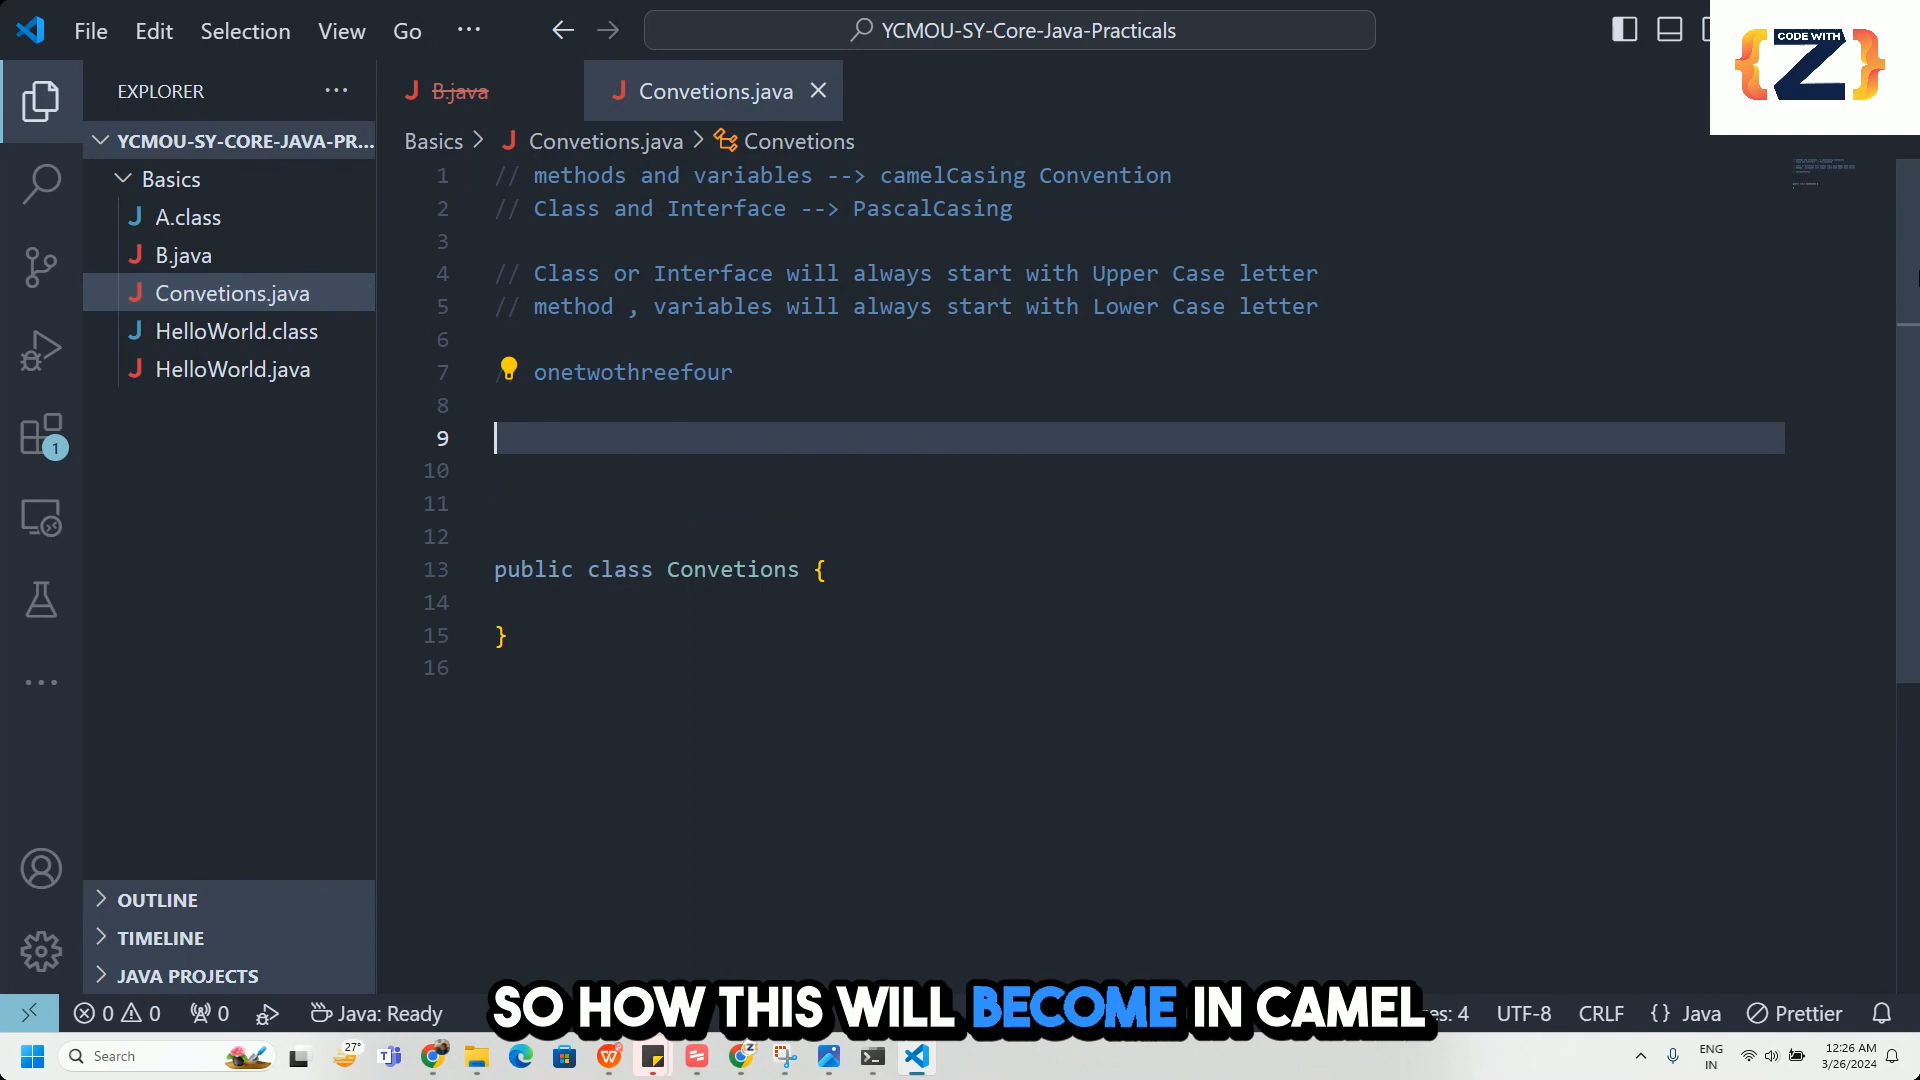 File Edit Selection View Go ...
YCMOU-SY-Core-Java-Practicals
CODE WITH
Z
EXPLORER
B.java
Convetions.java
YCMOU-SY-CORE-JAVA-PR...
Basics > Convetions.java > Convetions
Basics
A.class
B.java
Convetions.java
HelloWorld.class
HelloWorld.java
1 // methods and variables --> camelCasing Convention
2 // Class and Interface --> PascalCasing
3
4 // Class or Interface will always start with Upper Case letter
5 // method , variables will always start with Lower Case letter
6
7 onetwothreefour
8
9
10
11
12
13 public class Convetions {
14
15 }
16
1
OUTLINE
TIMELINE
JAVA PROJECTS
SO HOW THIS WILL BECOME IN CAMEL
0 0 0 Java: Ready
: 4 UTF-8 CRLF {} Java Prettier
Search
27°
ENG
IN
12:26 AM
3/26/2024